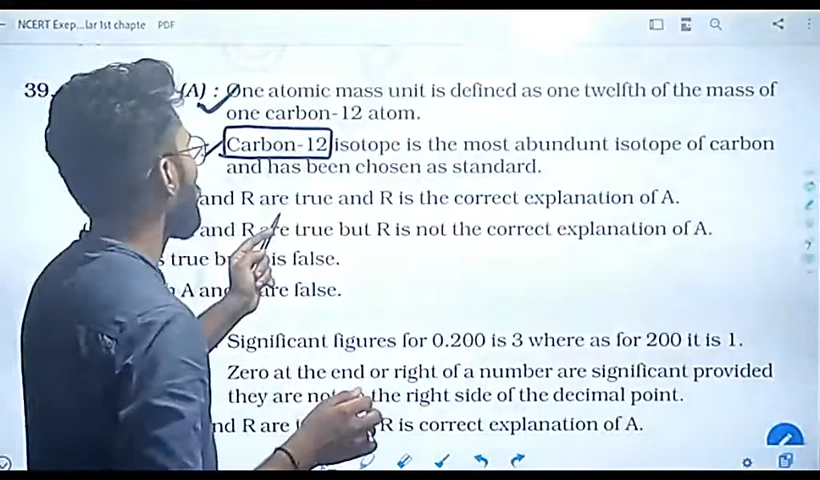 NCERT Exep...lar 1st chapte PDF
39. (A) : One atomic mass unit is defined as one twelfth of the mass of
one carbon-12 atom.
Carbon-12 isotope is the most abundunt isotope of carbon
and has been chosen as standard.
and R are true and R is the correct explanation of A.
and R are true but R is not the correct explanation of A.
true is false.
A and are false.
Significant figures for 0.200 is 3 where as for 200 it is 1.
Zero at the end or right of a number are significant provided
they are not the right side of the decimal point.
R are R is correct explanation of A.